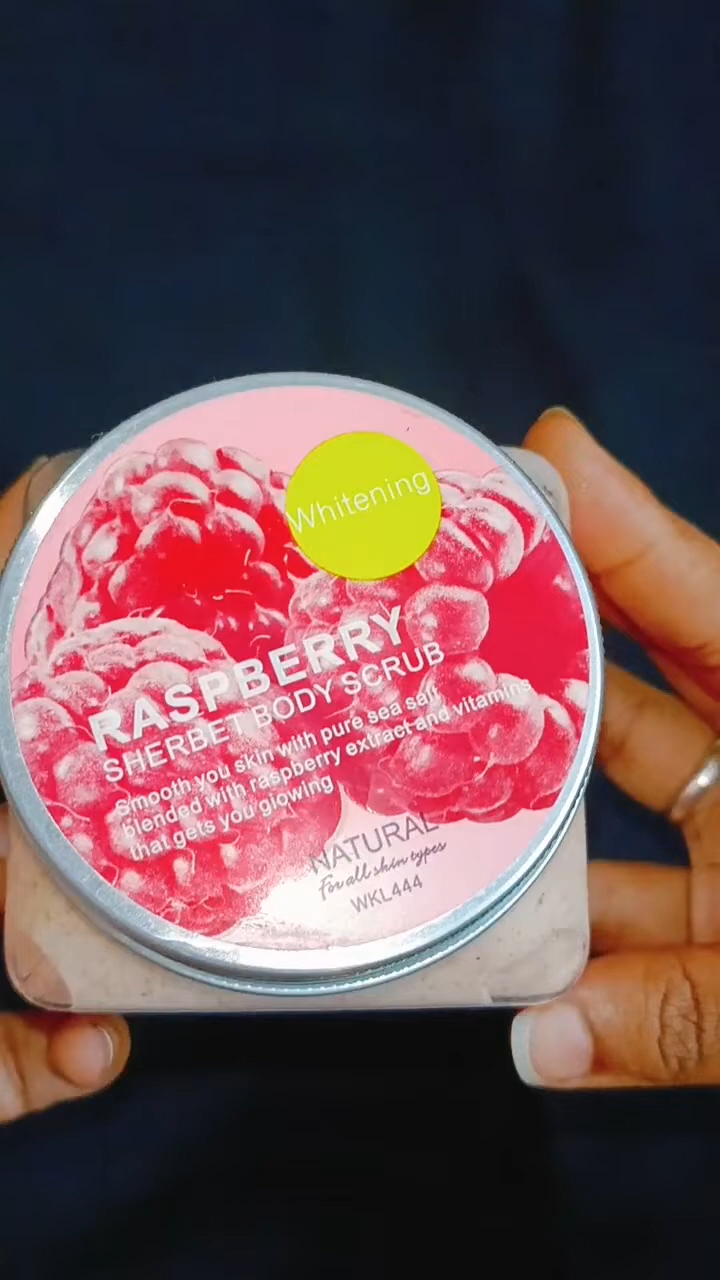 Whitening
RASPBERRY
SHERBET BODY SCRUB
Smooth you skin with pure sea salt
blended with raspberry extract and vitamins
that gets you glowing
NATURAL
For all skin types
WKL444